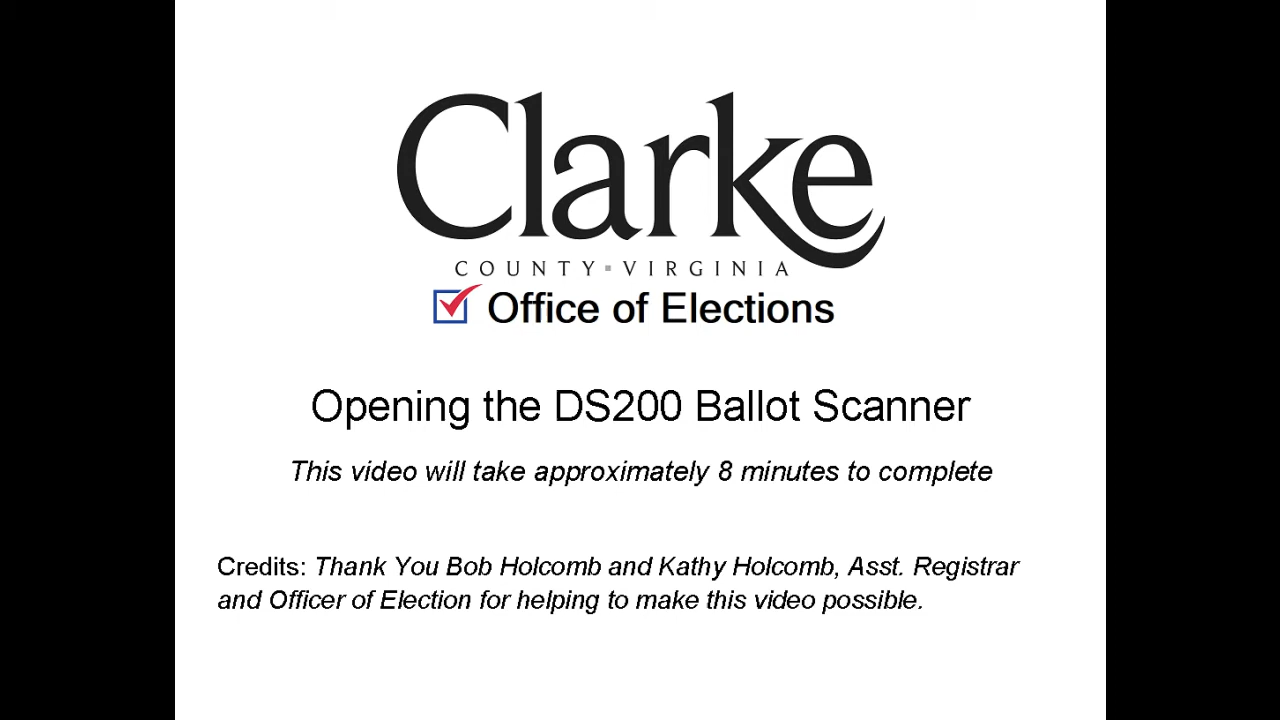 Clarke
COUNTY▪VIRGINIA
Office of Elections
Opening the DS200 Ballot Scanner
This video will take approximately 8 minutes to complete
Credits: Thank You Bob Holcomb and Kathy Holcomb, Asst. Registrar
and Officer of Election for helping to make this video possible.